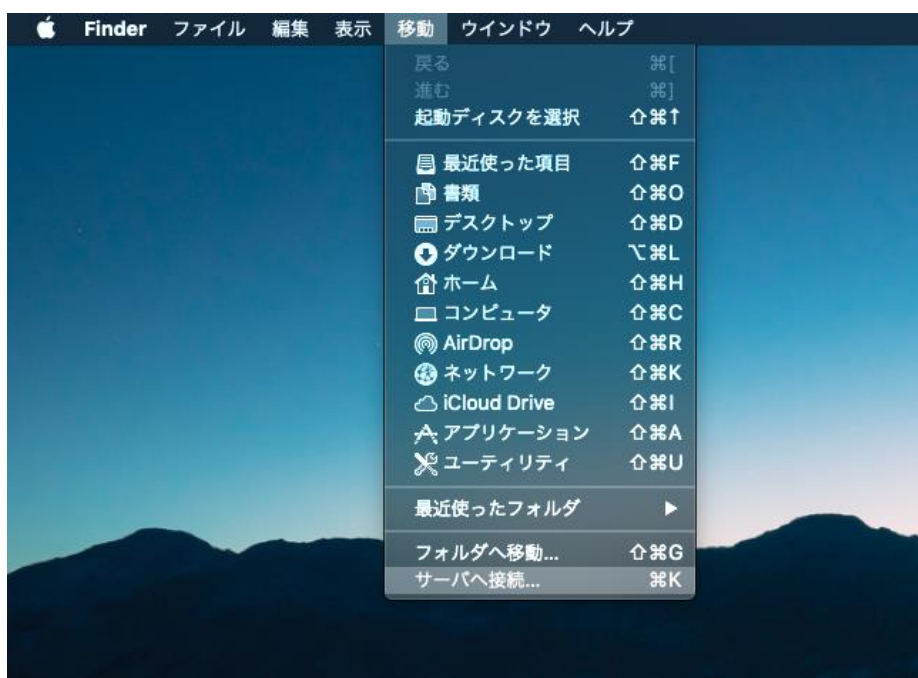 Finder ファイル 編集 表示 移動 ウインドウ ヘルプ
戻る ⌘[
進む ⌘]
起動ディスクを選択 ⇧⌘↑
最近使った項目 ⇧⌘F
書類 ⇧⌘O
デスクトップ ⇧⌘D
ダウンロード ⌥⌘L
ホーム ⇧⌘H
コンピュータ ⇧⌘C
AirDrop ⇧⌘R
ネットワーク ⇧⌘K
iCloud Drive ⇧⌘I
アプリケーション ⇧⌘A
ユーティリティ ⇧⌘U
最近使ったフォルダ ▶
フォルダへ移動... ⇧⌘G
サーバへ接続... ⌘K